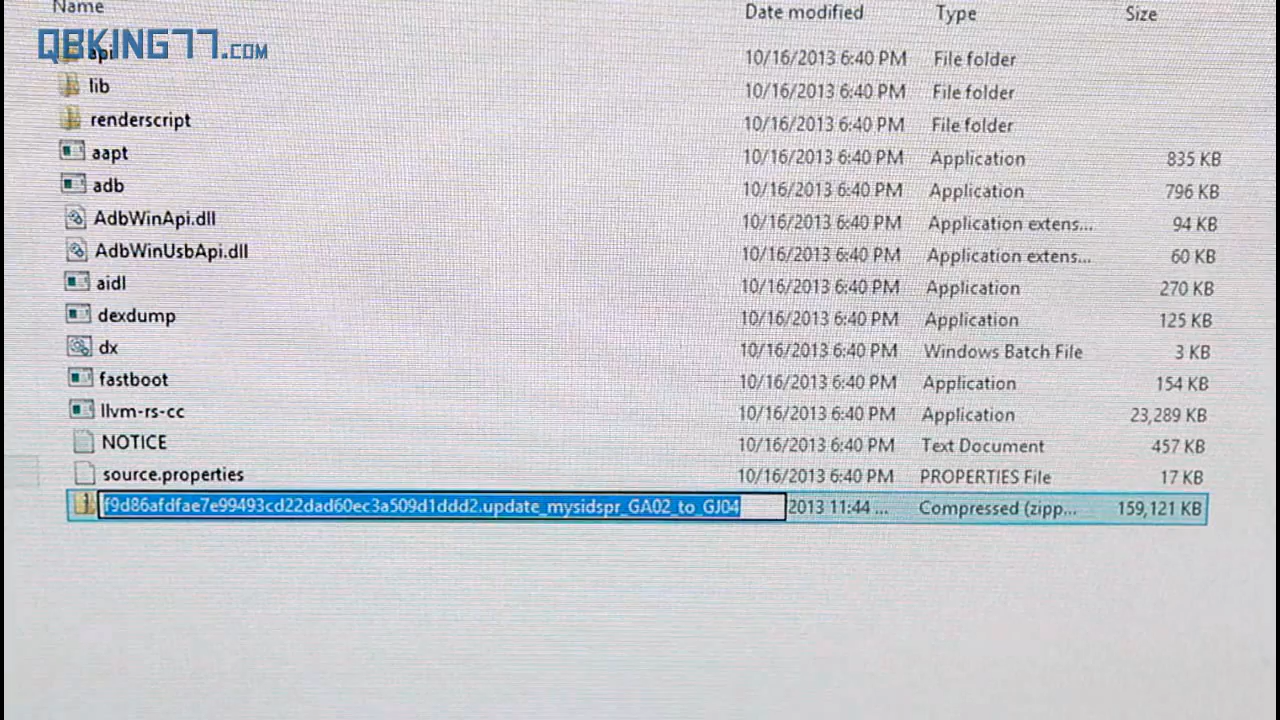 Name Date modified Type Size
QBKING77.COM
api 10/16/2013 6:40 PM File folder
lib 10/16/2013 6:40 PM File folder
renderscript 10/16/2013 6:40 PM File folder
aapt 10/16/2013 6:40 PM Application 835 KB
adb 10/16/2013 6:40 PM Application 796 KB
AdbWinApi.dll 10/16/2013 6:40 PM Application extens... 94 KB
AdbWinUsbApi.dll 10/16/2013 6:40 PM Application extens... 60 KB
aidl 10/16/2013 6:40 PM Application 270 KB
dexdump 10/16/2013 6:40 PM Application 125 KB
dx 10/16/2013 6:40 PM Windows Batch File 3 KB
fastboot 10/16/2013 6:40 PM Application 154 KB
llvm-rs-cc 10/16/2013 6:40 PM Application 23,289 KB
NOTICE 10/16/2013 6:40 PM Text Document 457 KB
source.properties 10/16/2013 6:40 PM PROPERTIES File 17 KB
f9d86afdfae7e99493cd22dad60ec3a509d1ddd2.update_mysidspr_GA02_to_GJ04 2013 11:44 ... Compressed (zipp... 159,121 KB